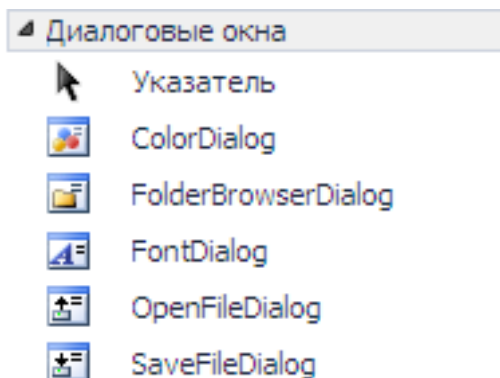 Диалоговые окна
Указатель
ColorDialog
FolderBrowserDialog
FontDialog
OpenFileDialog
SaveFileDialog